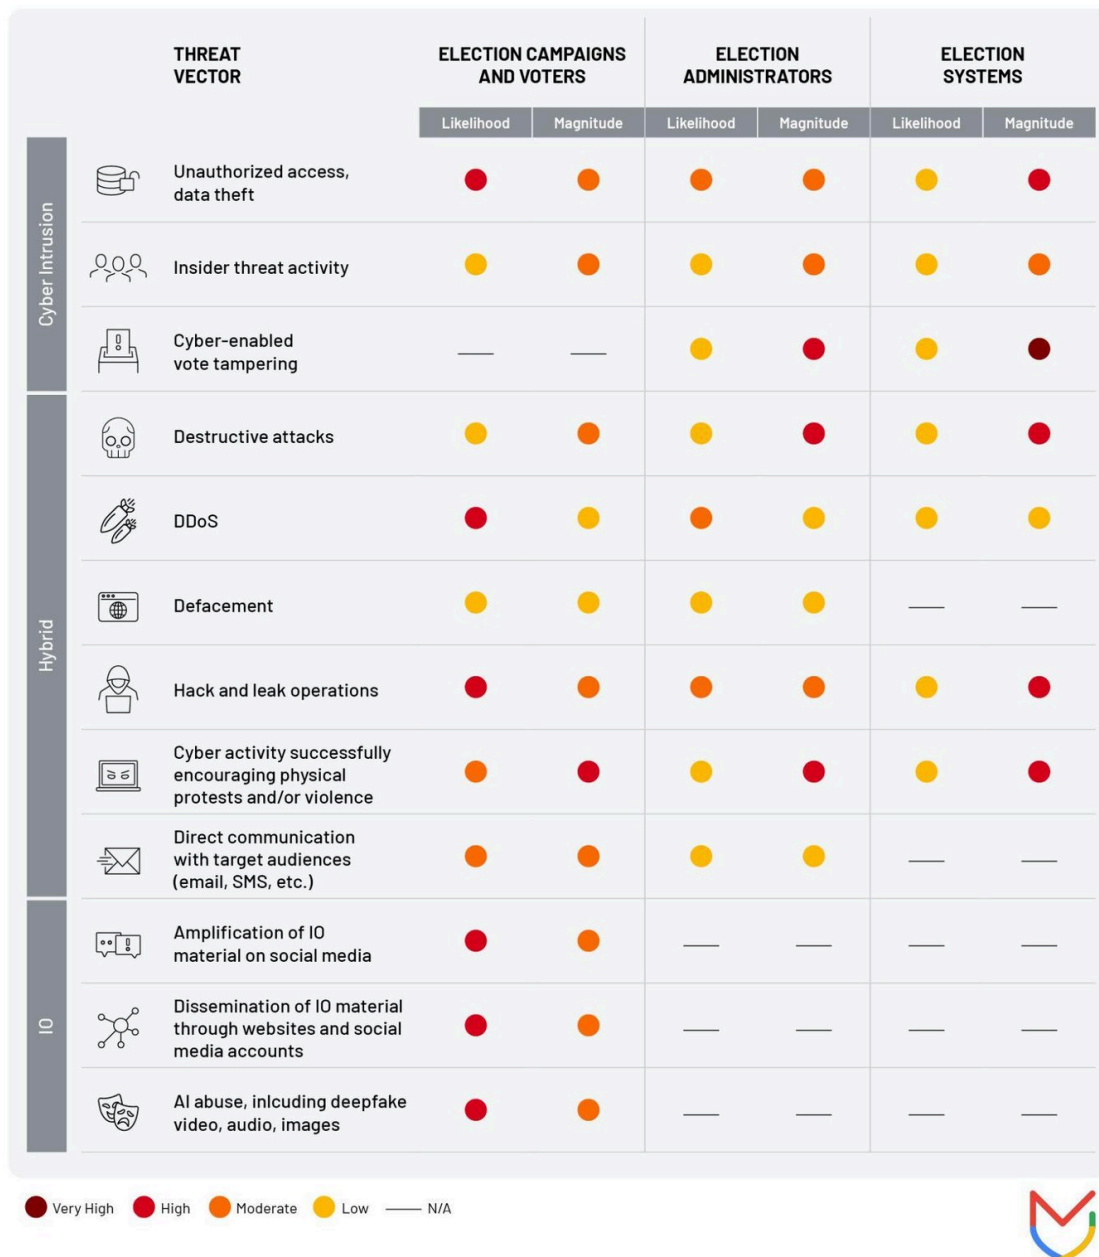 THREAT
VECTOR
ELECTION CAMPAIGNS
AND VOTERS
ELECTION
ADMINISTRATORS
ELECTION
SYSTEMS
Likelihood
Magnitude
Likelihood
Magnitude
Likelihood
Magnitude
Cyber Intrusion
Unauthorized access,
data theft
Insider threat activity
Cyber-enabled
vote tampering
Hybrid
Destructive attacks
DDoS
Defacement
Hack and leak operations
Cyber activity successfully
encouraging physical
protests and/or violence
Direct communication
with target audiences
(email, SMS, etc.)
IO
Amplification of IO
material on social media
Dissemination of IO material
through websites and social
media accounts
AI abuse, inlcuding deepfake
video, audio, images
Very High
High
Moderate
Low
N/A